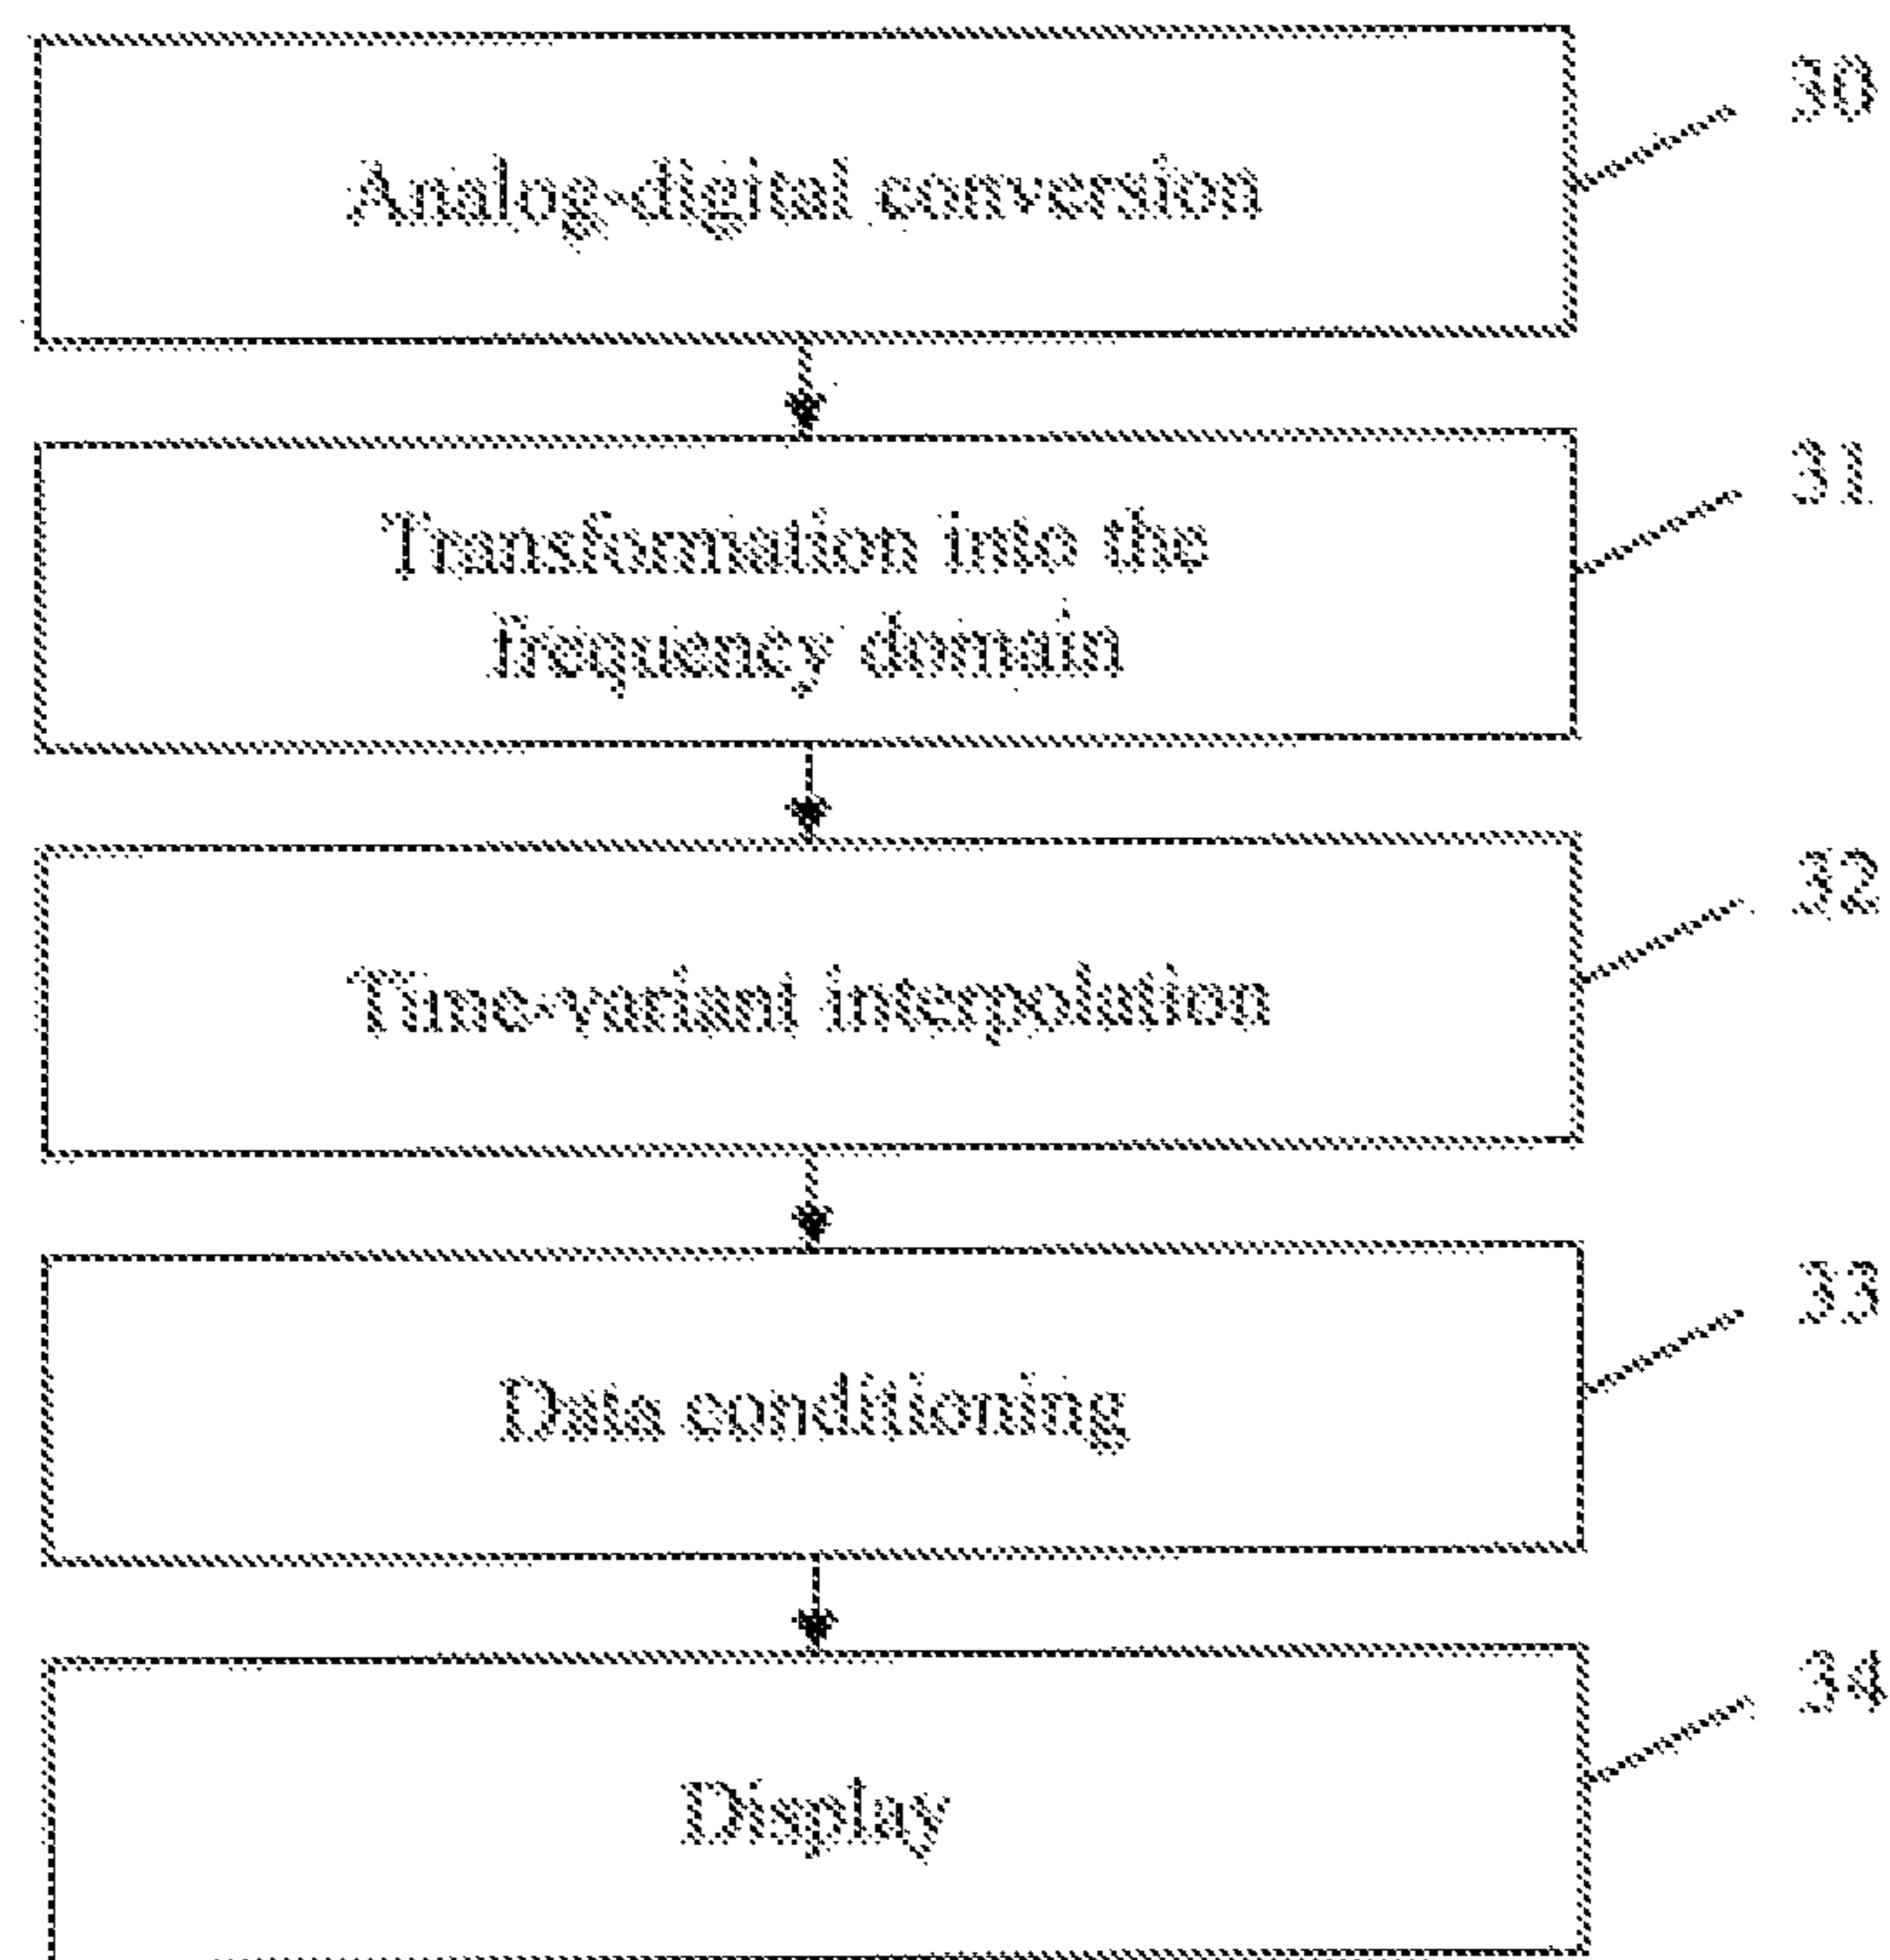 30
Analog-digital conversion
31
Transformation into the
frequency domain
32
Time-variant interpolation
33
Data conditioning
34
Display